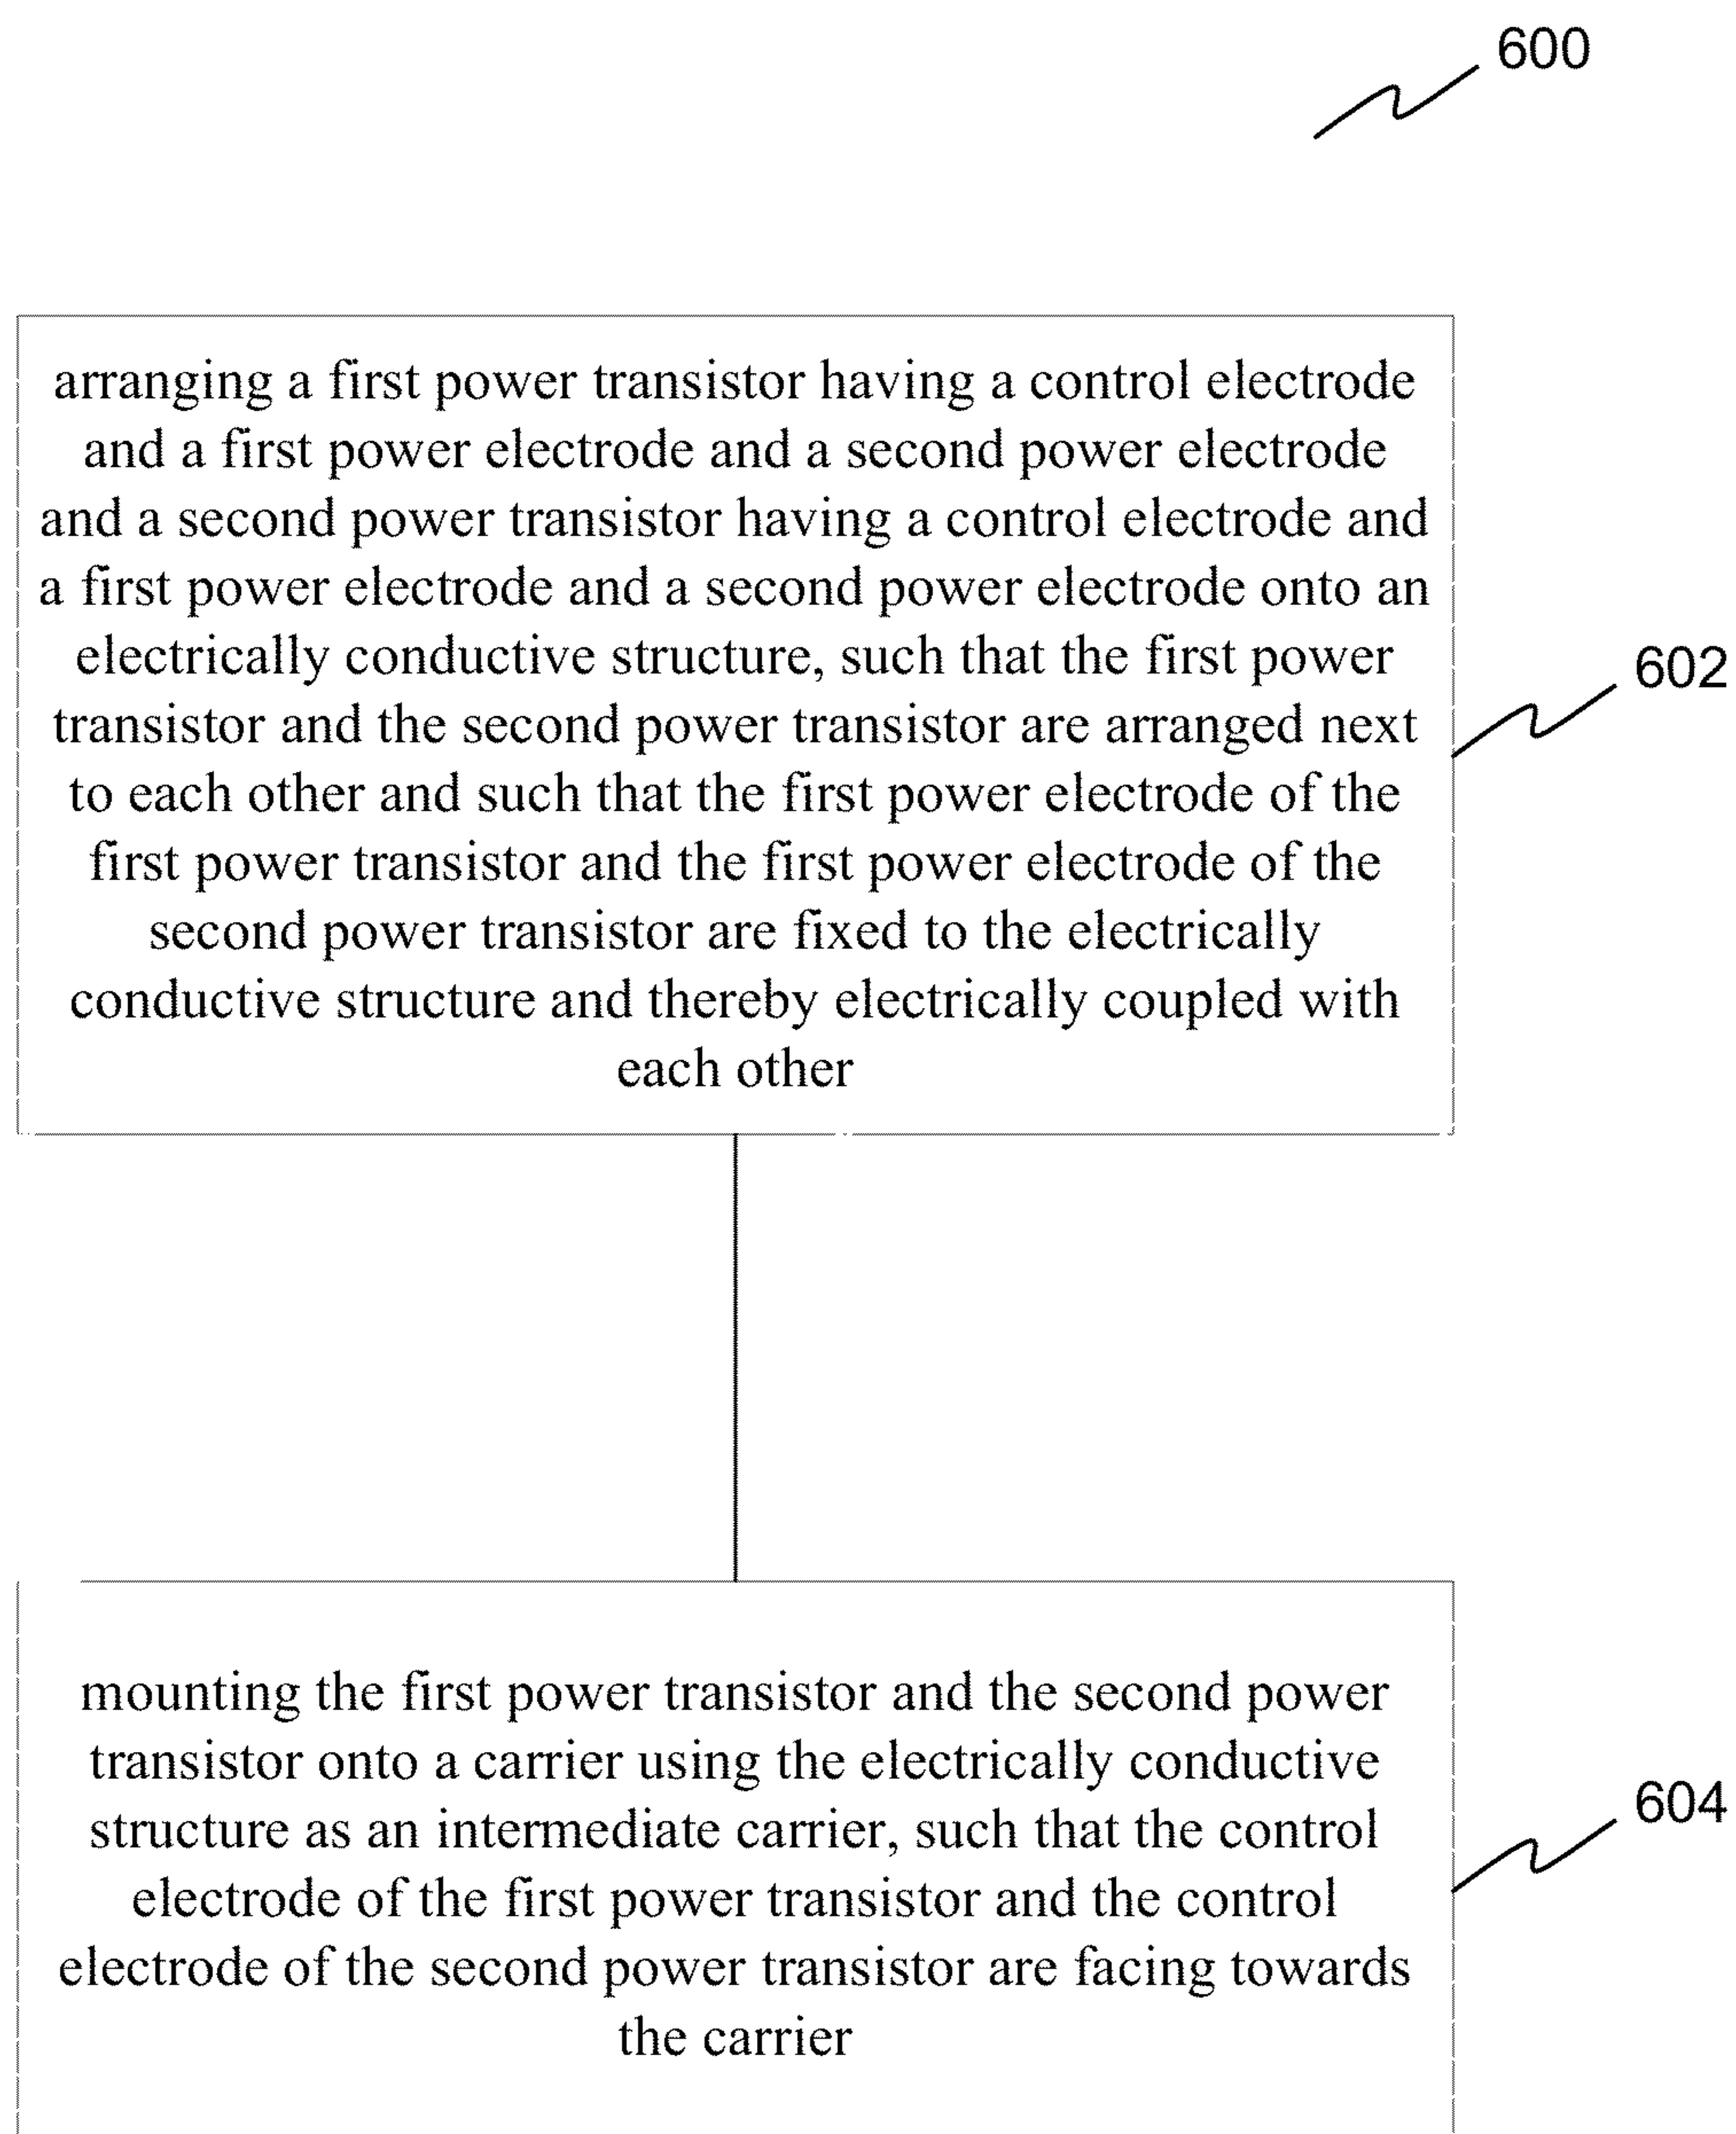 600
arranging a first power transistor having a control electrode
and a first power electrode and a second power electrode
and a second power transistor having a control electrode and
a first power electrode and a second power electrode onto an
electrically conductive structure, such that the first power
transistor and the second power transistor are arranged next
to each other and such that the first power electrode of the
first power transistor and the first power electrode of the
second power transistor are fixed to the electrically
conductive structure and thereby electrically coupled with
each other
602
mounting the first power transistor and the second power
transistor onto a carrier using the electrically conductive
structure as an intermediate carrier, such that the control
electrode of the first power transistor and the control
electrode of the second power transistor are facing towards
the carrier
604